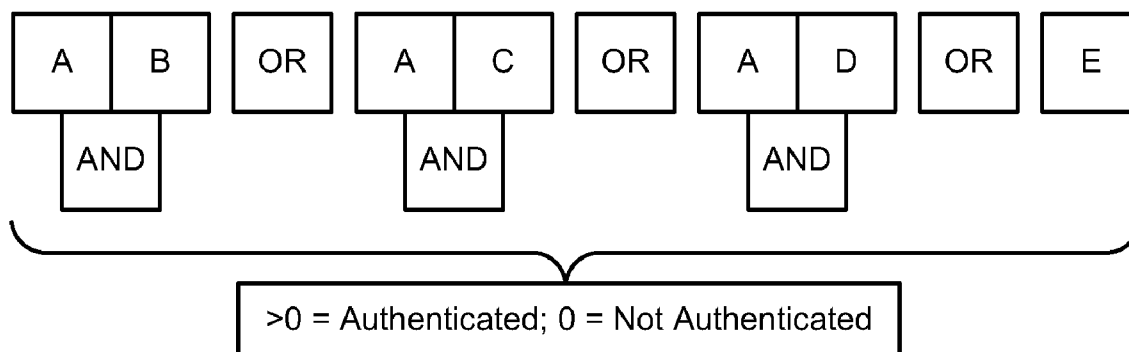 A B OR A C OR A D OR E
AND AND AND
>0 = Authenticated; 0 = Not Authenticated